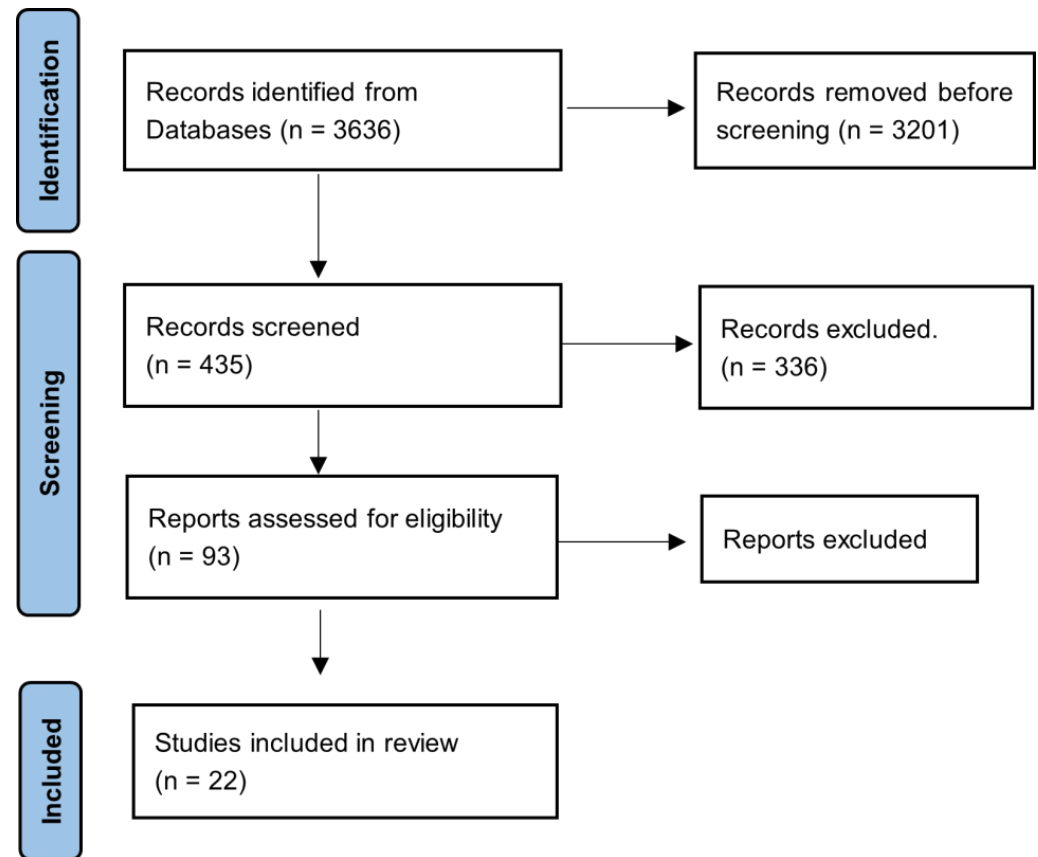 Identification
Records identified from
Databases (n = 3636)
Records removed before
screening (n = 3201)
Screening
Records screened
(n = 435)
Records excluded.
(n = 336)
Reports assessed for eligibility
(n = 93)
Reports excluded
Included
Studies included in review
(n = 22)